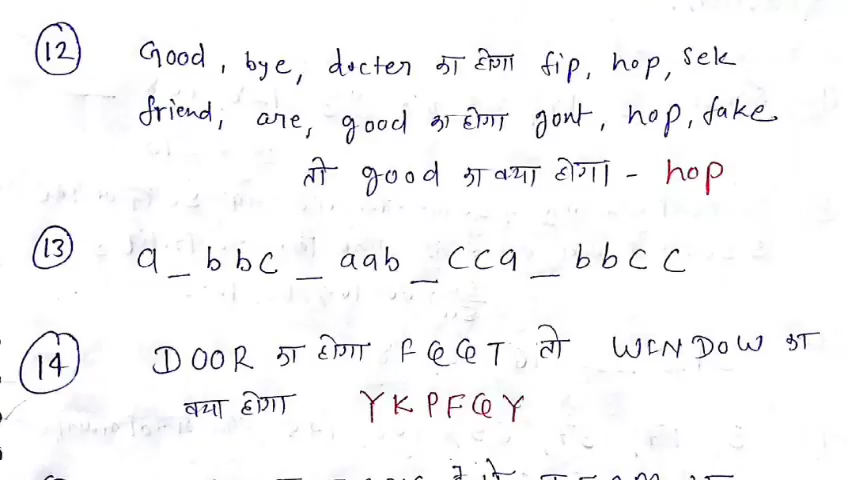 (12) Good, bye, docter का होगा fip, hop, sek
friend, are, good का होगा gont, hop, fake
तो good का क्या होगा - hop
(13) a _ b b c _ a a b _ c c a _ b b c c
(14) DOOR का होगा FQQT तो WINDOW का
क्या होगा YKPFQY